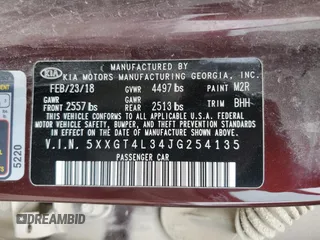 KIA MANUFACTURED BY
KIA MOTORS MANUFACTURING GEORGIA, INC.
FEB/23/18 GVWR 4497 lbs PAINT M2R
GAWR GAWR
FRONT 2557 lbs REAR 2513 lbs TRIM BHH
THIS VEHICLE CONFORMS TO ALL APPLICABLE U.S. FEDERAL MOTOR
VEHICLE SAFETY, BUMPER, AND THEFT PREVENTION STANDARDS
IN EFFECT ON THE DATE OF MANUFACTURE SHOWN ABOVE.
V.I.N. 5XXGT4L34JG254135
PASSENGER CAR
5220
DREAMBID